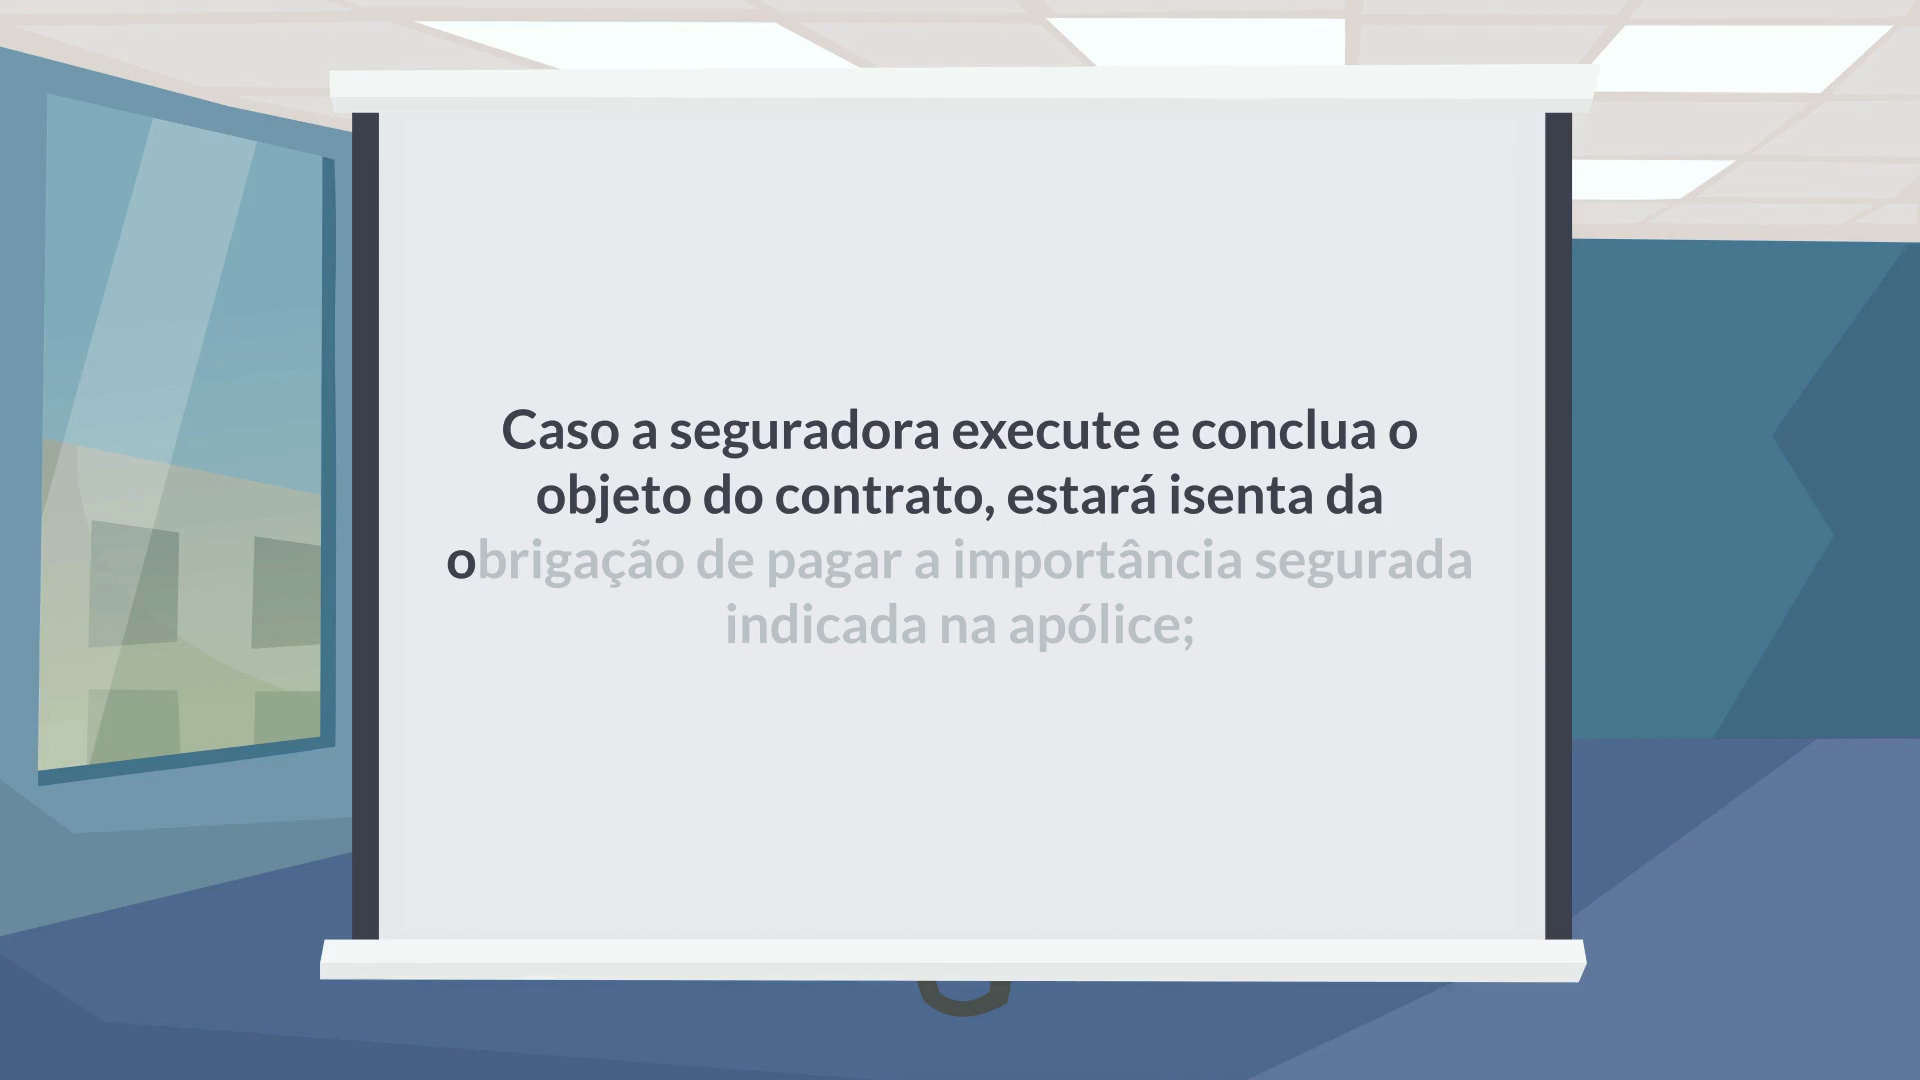 Caso a seguradora execute e conclua o
objeto do contrato, estará isenta da
obrigação de pagar a importância segurada
indicada na apólice;